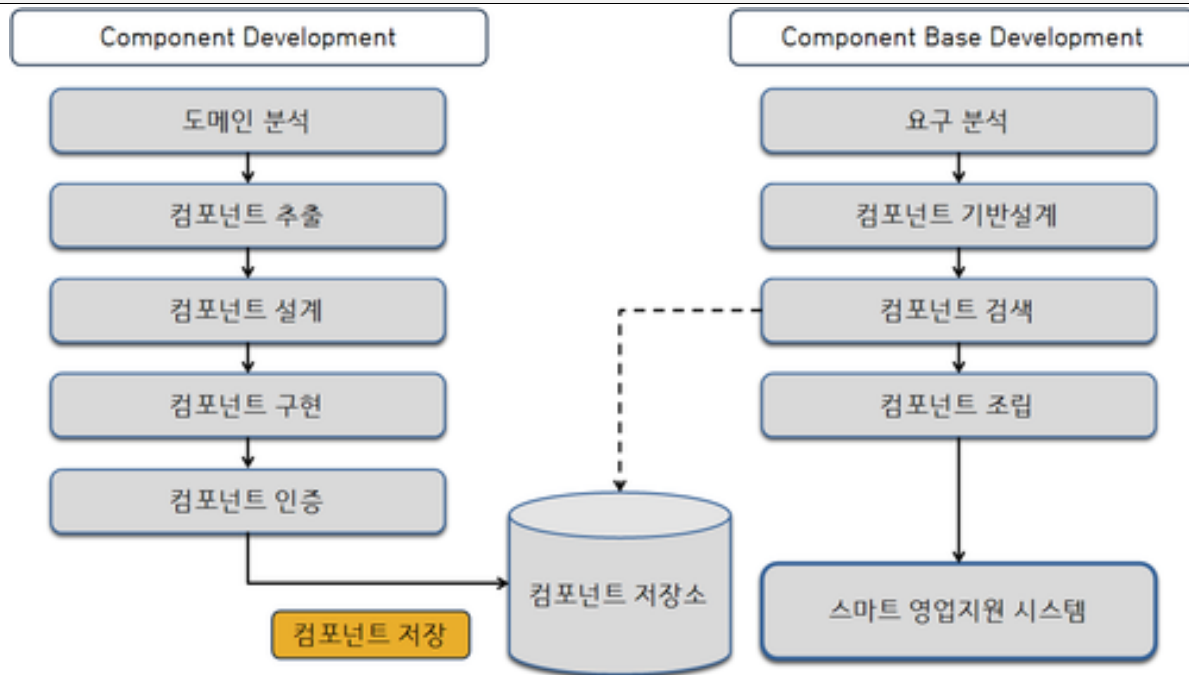 Component Development
도메인 분석
컴포넌트 추출
컴포넌트 설계
컴포넌트 구현
컴포넌트 인증
컴포넌트 저장
컴포넌트 저장소
Component Base Development
요구 분석
컴포넌트 기반설계
컴포넌트 검색
컴포넌트 조립
스마트 영업지원 시스템